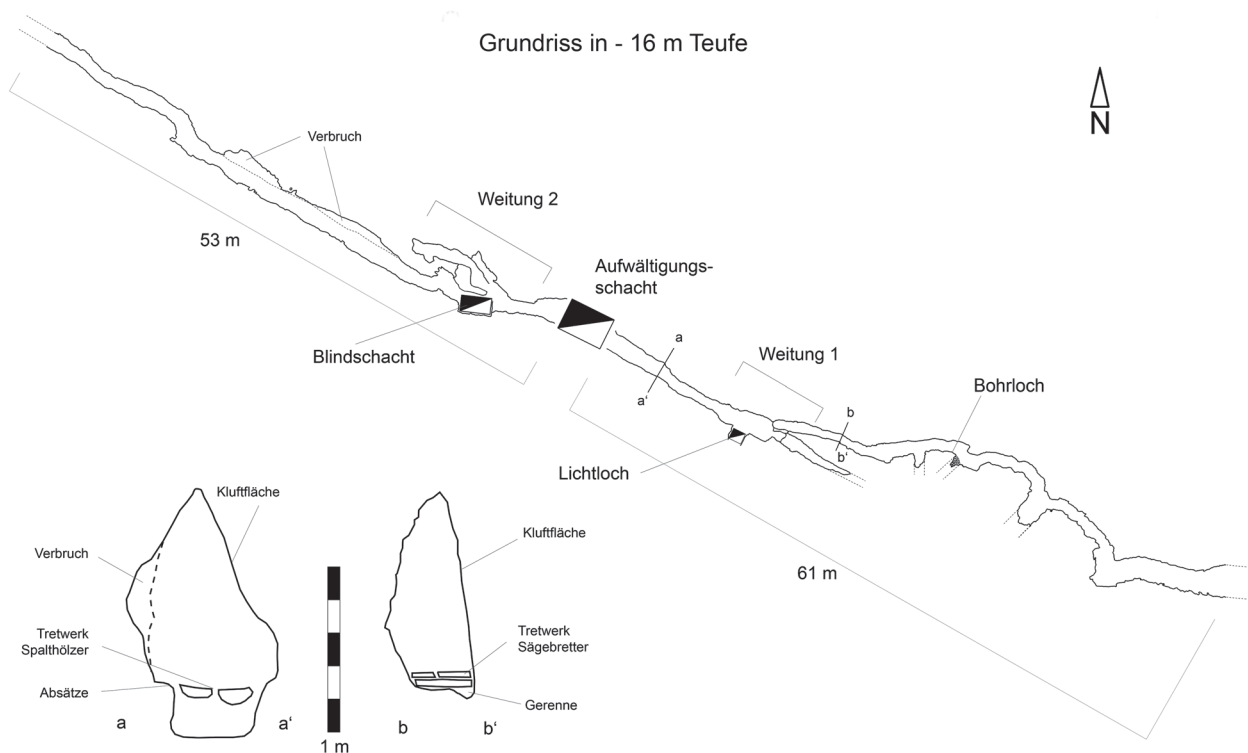 Grundriss in - 16 m Teufe
N
Verbruch
Weitung 2
53 m
Aufwältigungs-
schacht
Blindschacht
a
a‘
Weitung 1
b
b‘
Bohrloch
Lichtloch
61 m
Kluftfläche
Verbruch
Tretwerk
Spalthölzer
Absätze
a
a‘
1 m
Kluftfläche
Tretwerk
Sägebretter
Gerenne
b
b‘